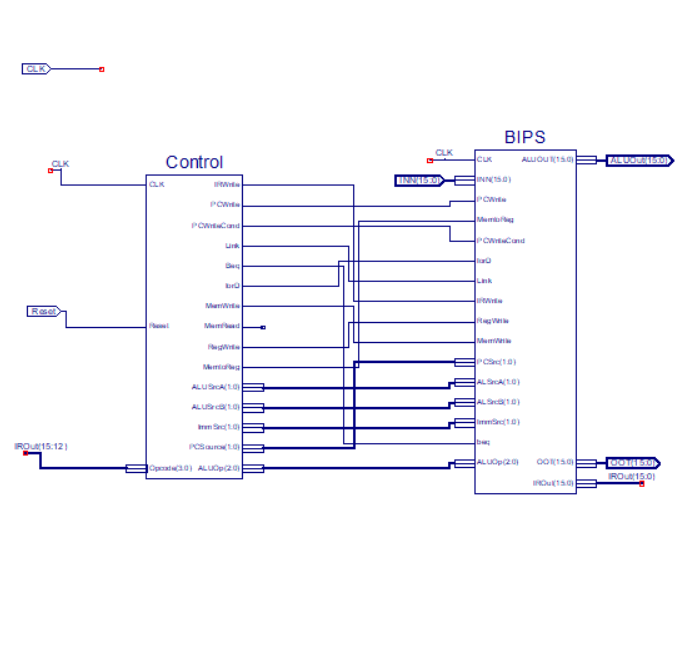 CLK
CLK
Control
CLK
IRWrite
PCWrite
PCWriteCond
Link
Beq
IorD
MemWrite
Reset
Reset
MemRead
RegWrite
MemtoReg
ALUSrcA(1:0)
ALUSrcB(1:0)
ImmSrc(1:0)
PCSource(1:0)
IROut(15:12)
Opcode(3:0)
ALUOp(2:0)
BIPS
CLK
CLK
ALUOUT(15:0)
ALUOut(15:0)
INN(15:0)
INN(15:0)
PCWrite
MemtoReg
PCWriteCond
IorD
Link
IRWrite
RegWrite
MemWrite
PCSrc(1:0)
ALSrcA(1:0)
ALSrcB(1:0)
ImmSrc(1:0)
beq
ALUOp(2:0)
OOT(15:0)
OOT(15:0)
IROut(15:0)
IROut(15:0)